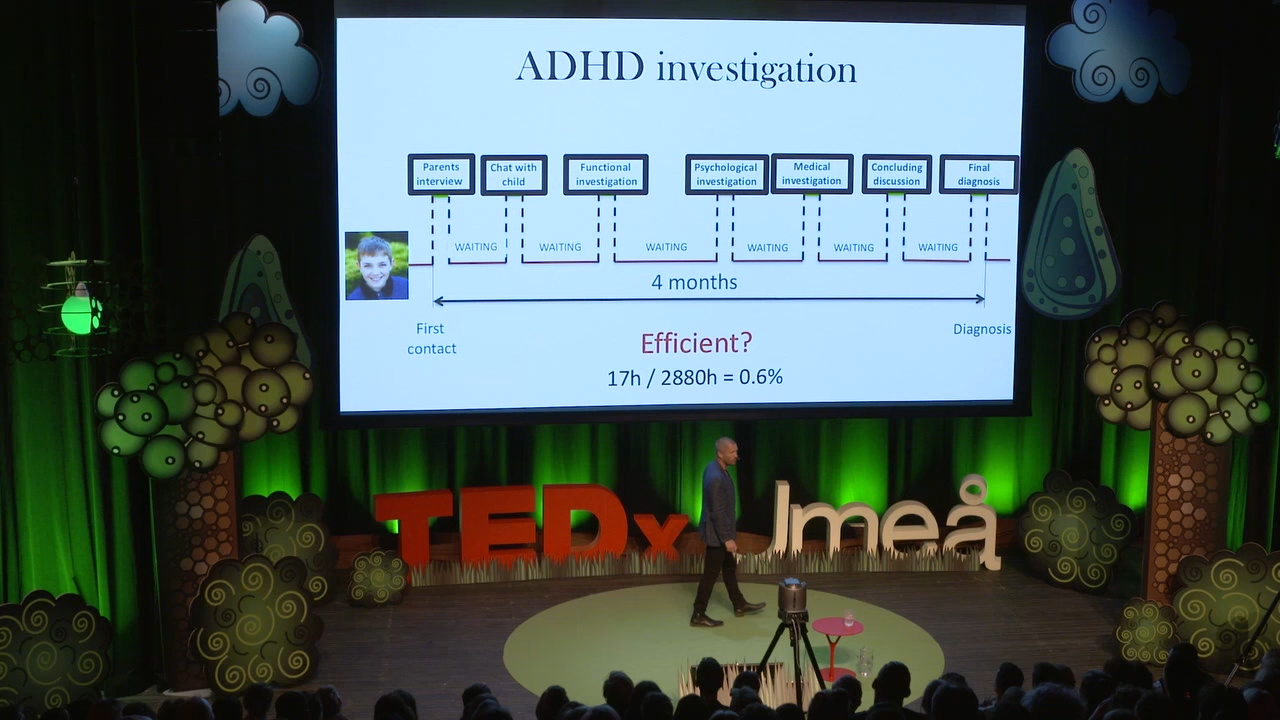 ADHD investigation
Parents
interview
Chat with
child
Functional
investigation
Psychological
investigation
Medical
investigation
Concluding
discussion
Final
diagnosis
WAITING
WAITING
WAITING
WAITING
WAITING
WAITING
4 months
First
contact
Diagnosis
Efficient?
17h / 2880h = 0.6%
TEDx Umeå